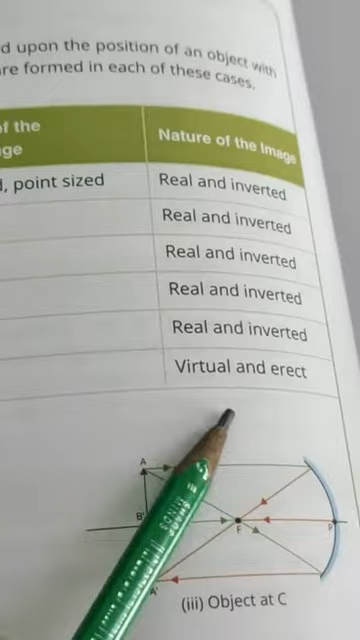 d upon the position of an object with
re formed in each of these cases.
of the
ge
Nature of the Image
, point sized
Real and inverted
Real and inverted
Real and inverted
Real and inverted
Real and inverted
Virtual and erect
A
B'
F
P
A'
(iii) Object at C